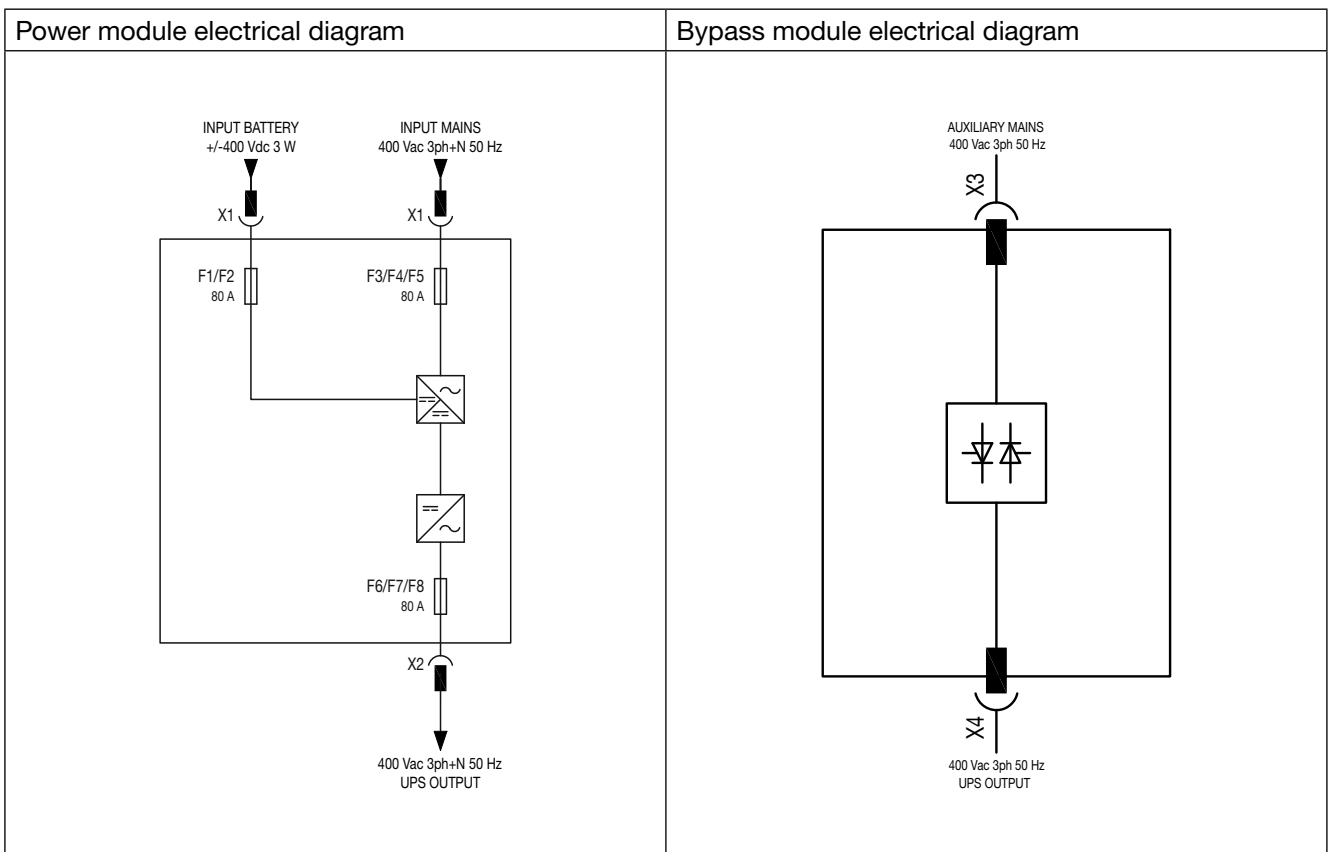 Power module electrical diagram
Bypass module electrical diagram
INPUT BATTERY
+/-400 Vdc 3 W
INPUT MAINS
400 Vac 3ph+N 50 Hz
X1
X1
F1/F2
80 A
F3/F4/F5
80 A
F6/F7/F8
80 A
X2
400 Vac 3ph+N 50 Hz
UPS OUTPUT
AUXILIARY MAINS
400 Vac 3ph 50 Hz
X3
X4
400 Vac 3ph 50 Hz
UPS OUTPUT